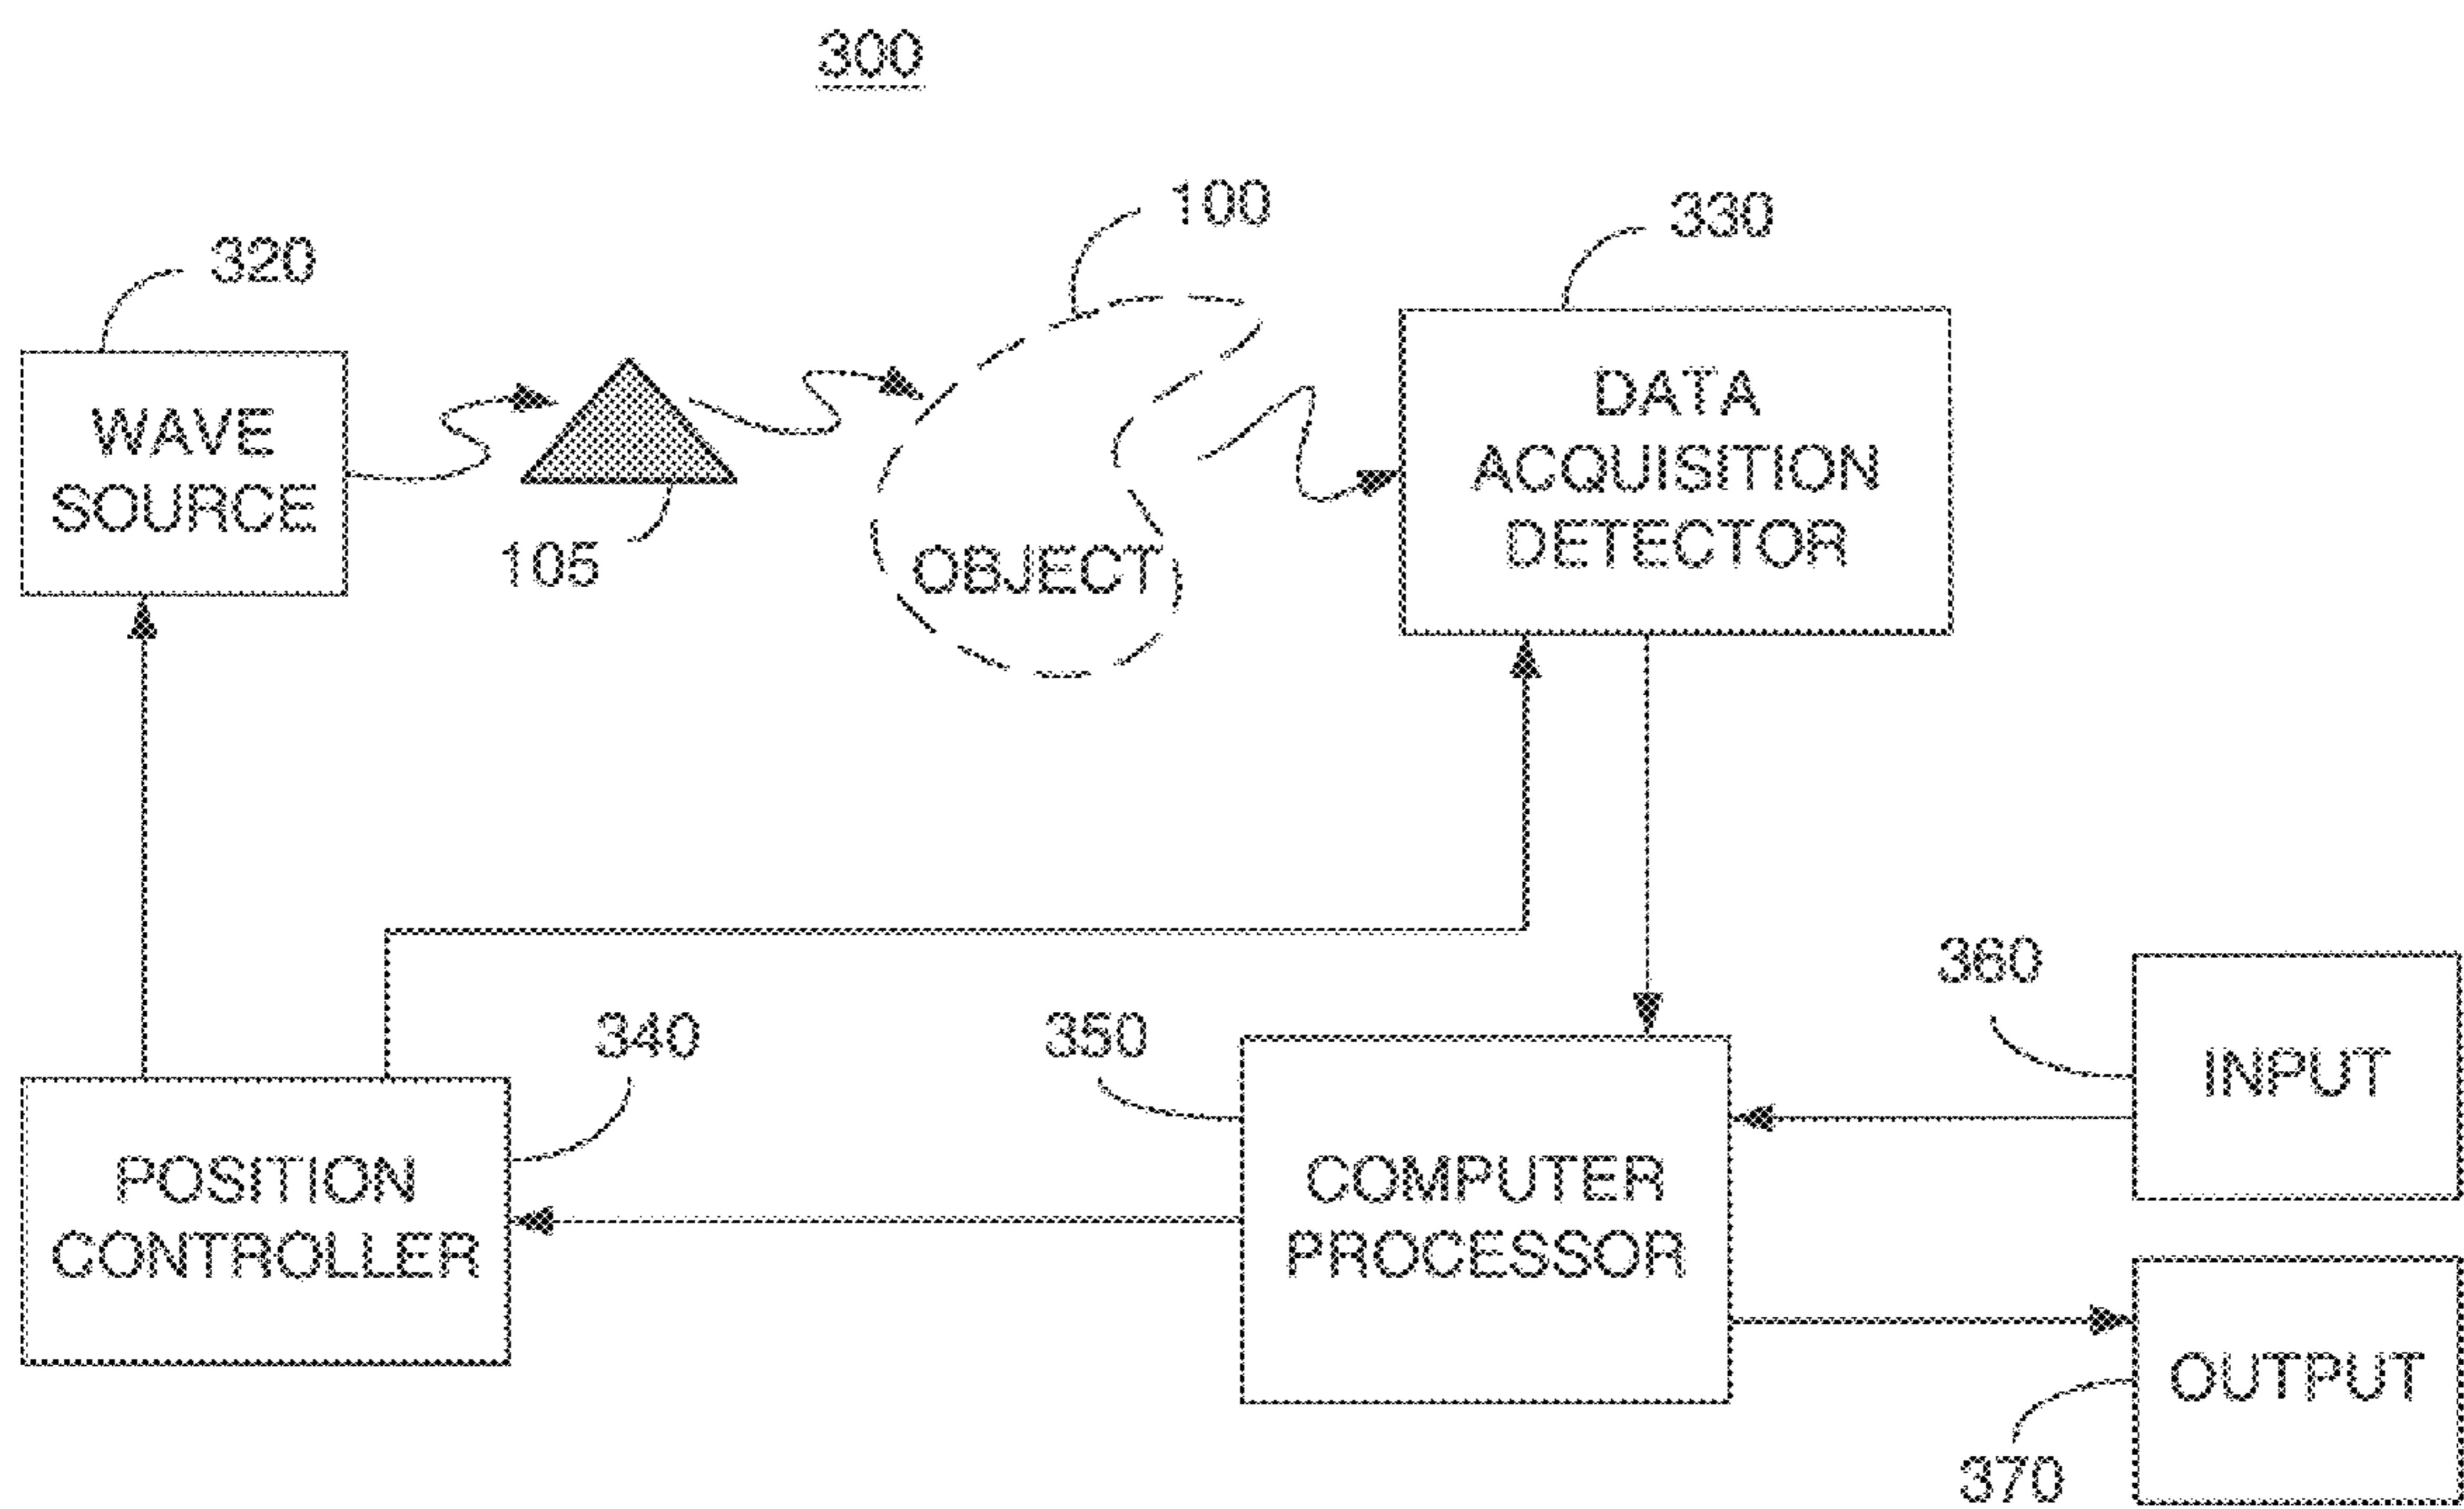 300
100
330
320
WAVE
SOURCE
105
OBJECT
DATA
ACQUISITION
DETECTOR
360
340
350
INPUT
POSITION
CONTROLLER
COMPUTER
PROCESSOR
OUTPUT
370